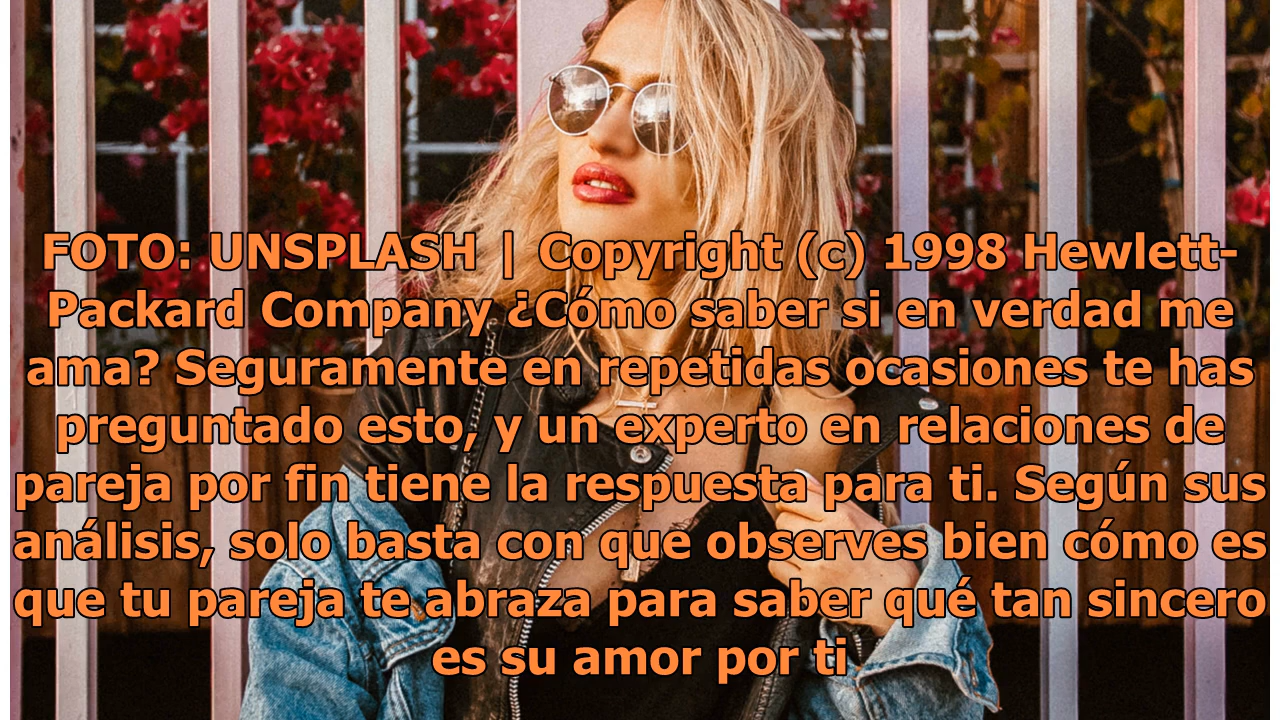 FOTO: UNSPLASH | Copyright (c) 1998 Hewlett-
Packard Company ¿Cómo saber si en verdad me
ama? Seguramente en repetidas ocasiones te has
preguntado esto, y un experto en relaciones de
pareja por fin tiene la respuesta para ti. Según sus
análisis, solo basta con que observes bien cómo es
que tu pareja te abraza para saber qué tan sincero
es su amor por ti